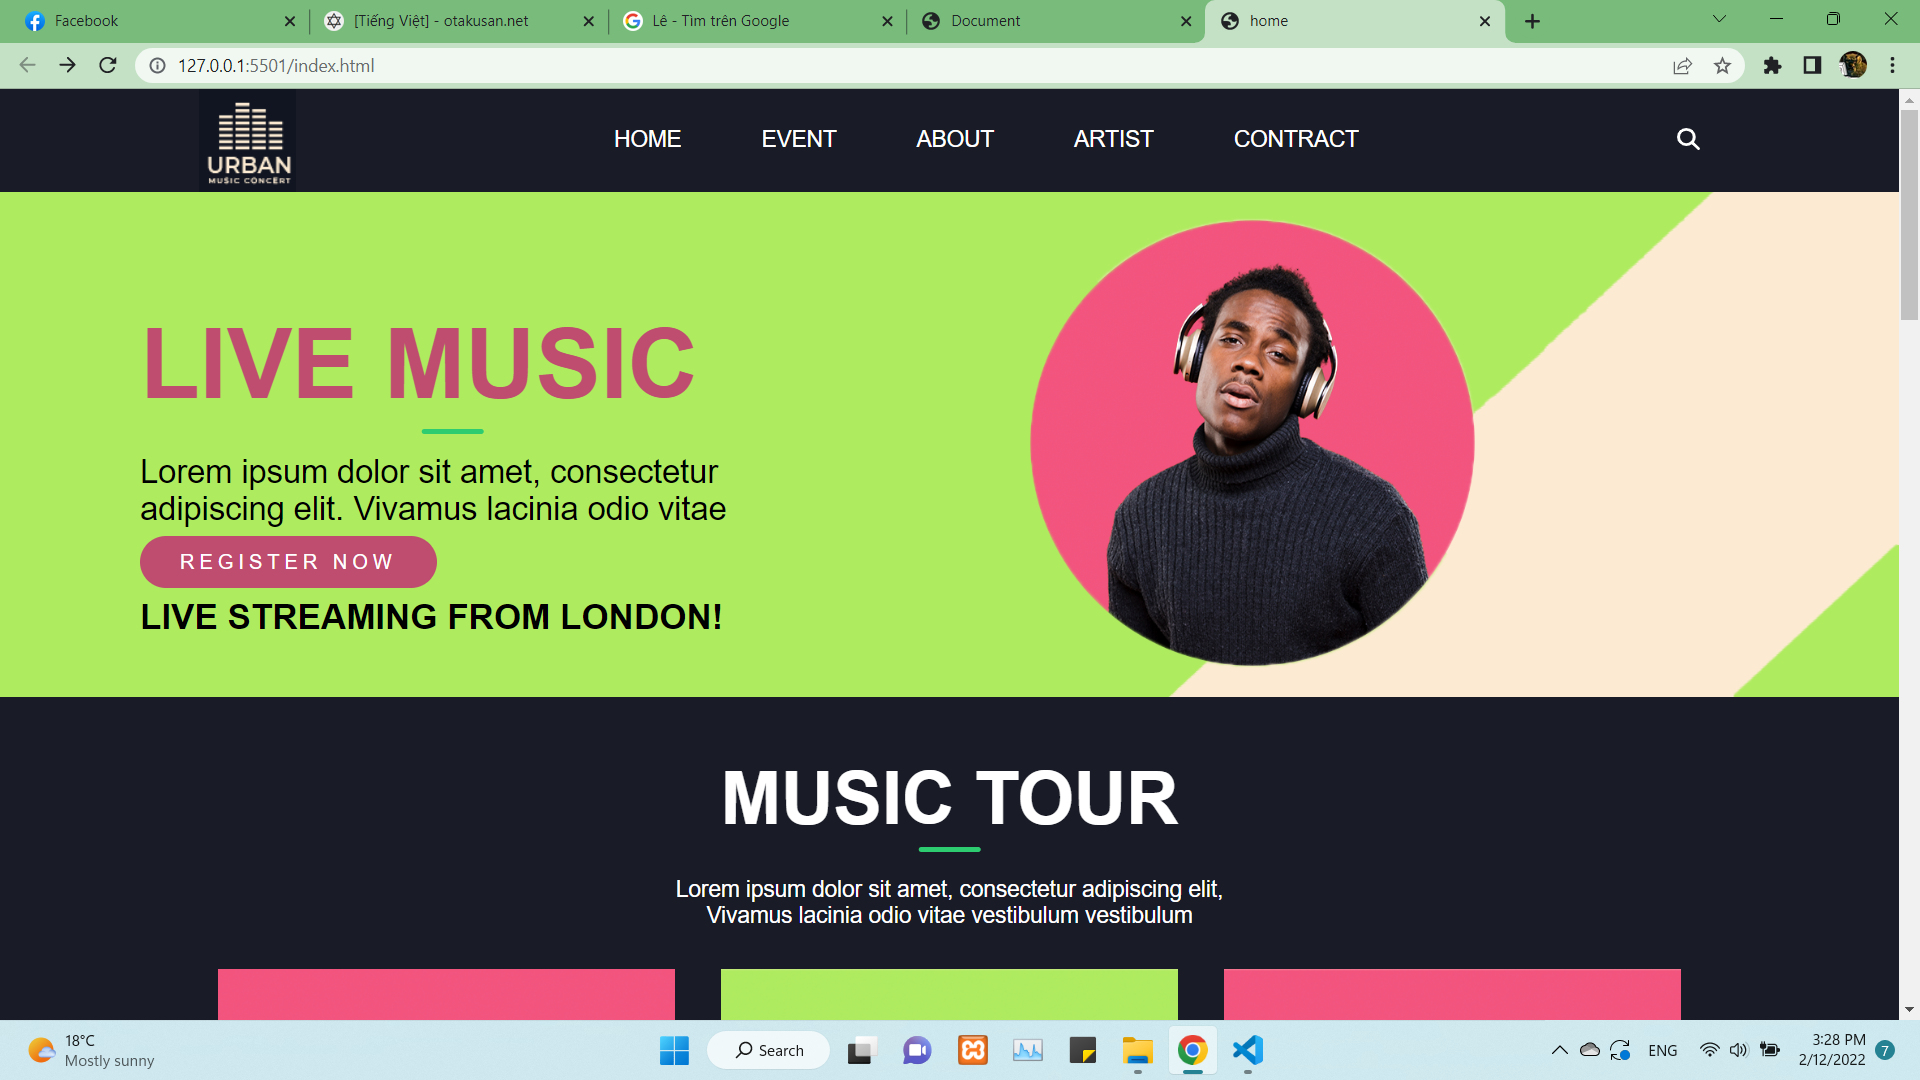 Facebook
[Tiếng Việt] - otakusan.net
Lê - Tìm trên Google
Document
home
127.0.0.1:5501/index.html
URBAN
MUSIC CONCERT
HOME
EVENT
ABOUT
ARTIST
CONTRACT
LIVE MUSIC
Lorem ipsum dolor sit amet, consectetur
adipiscing elit. Vivamus lacinia odio vitae
REGISTER NOW
LIVE STREAMING FROM LONDON!
MUSIC TOUR
Lorem ipsum dolor sit amet, consectetur adipiscing elit,
Vivamus lacinia odio vitae vestibulum vestibulum
18°C
Mostly sunny
Search
ENG
3:28 PM
2/12/2022
7